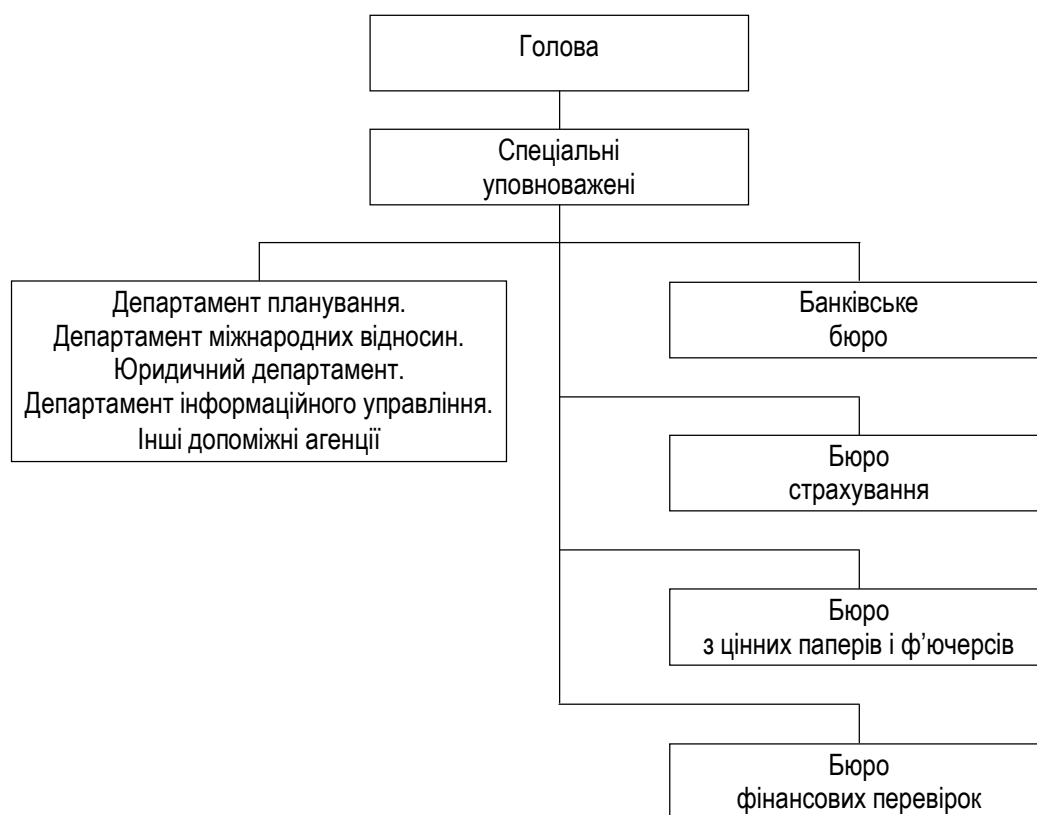 Голова
Спеціальні
уповноважені
Департамент планування.
Департамент міжнародних відносин.
Юридичний департамент.
Департамент інформаційного управління.
Інші допоміжні агенції
Банківське
бюро
Бюро
страхування
Бюро
з цінних паперів і ф’ючерсів
Бюро
фінансових перевірок